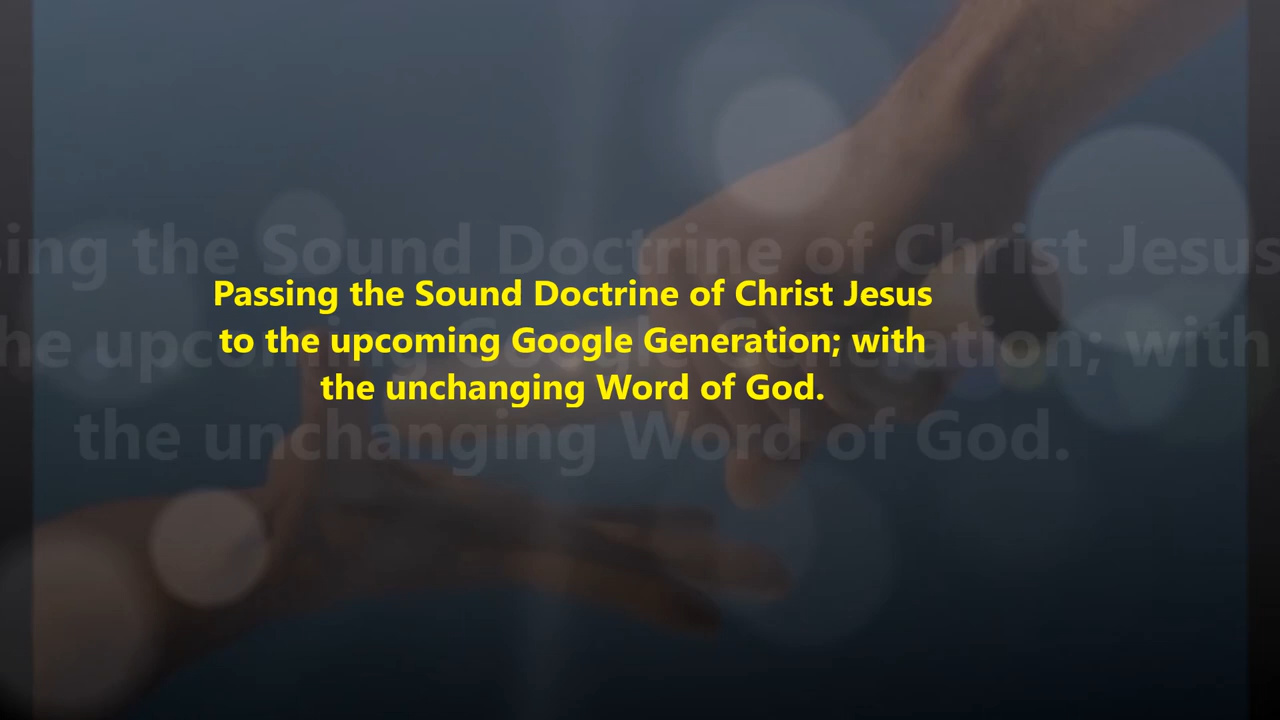 Passing the Sound Doctrine of Christ Jesus
to the upcoming Google Generation; with
the unchanging Word of God.